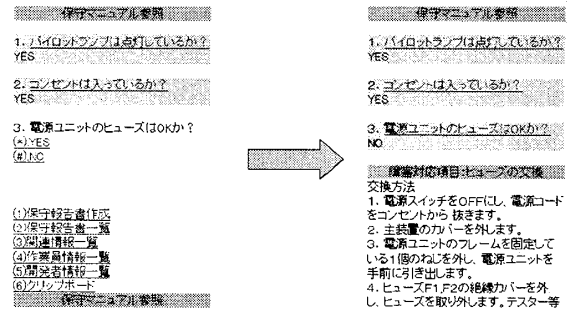 保守マニュアル参照
1. パイロットランプは点灯しているか?
YES
2. コンセントは入っているか?
YES
3. 電源ユニットのヒューズはOKか?
(*)YES
(#)NO
(1)保守報告書作成
(2)保守報告書一覧
(3)関連情報一覧
(4)作業員情報一覧
(5)開発者情報一覧
(6)クリップボード
保守マニュアル参照
保守マニュアル参照
1. パイロットランプは点灯しているか?
YES
2. コンセントは入っているか?
YES
3. 電源ユニットのヒューズはOKか?
NO
障害対応項目:ヒューズの交換
交換方法
1. 電源スイッチをOFFにし、電源コード
をコンセントから 抜きます。
2. 主装置のカバーを外します。
3. 電源ユニットのフレームを固定して
いる1個のねじを外し、電源ユニットを
手前に引き出します。
4. ヒューズF1,F2の絶縁カバーを外
し、ヒューズを取り外します。テスター等